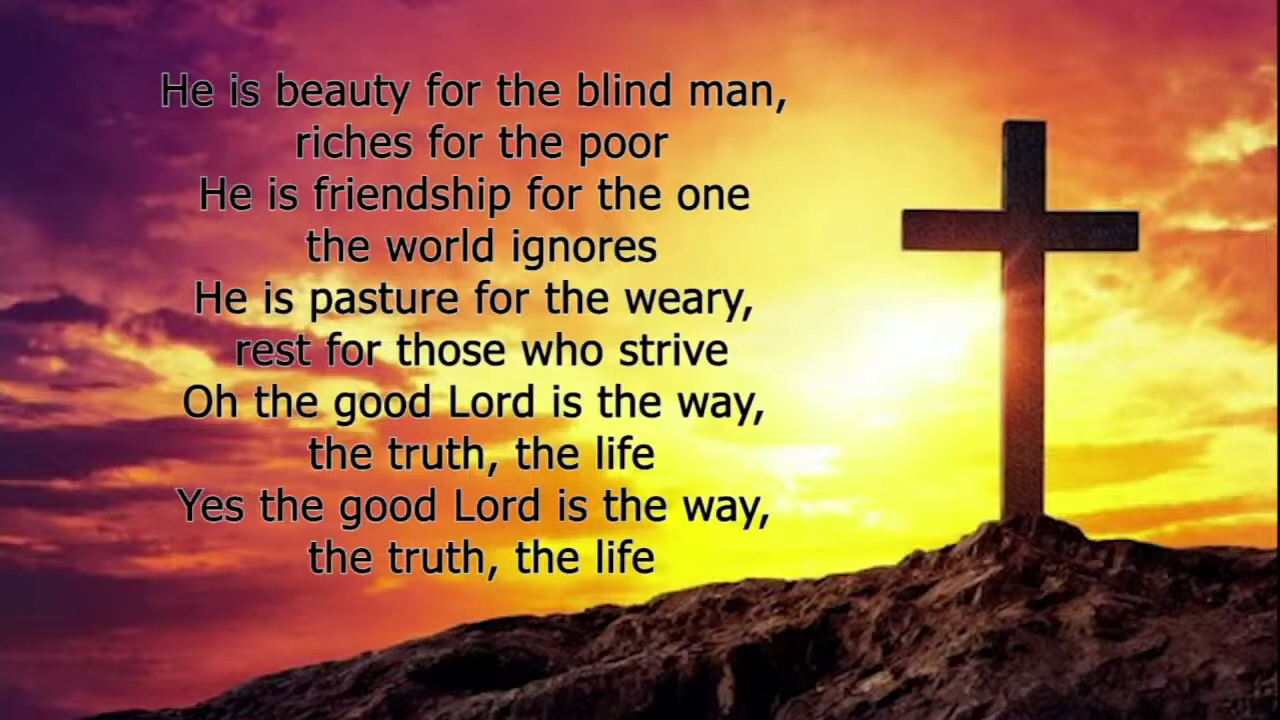 He is beauty for the blind man,
riches for the poor
He is friendship for the one
the world ignores
He is pasture for the weary,
rest for those who strive
Oh the good Lord is the way,
the truth, the life
Yes the good Lord is the way,
the truth, the life